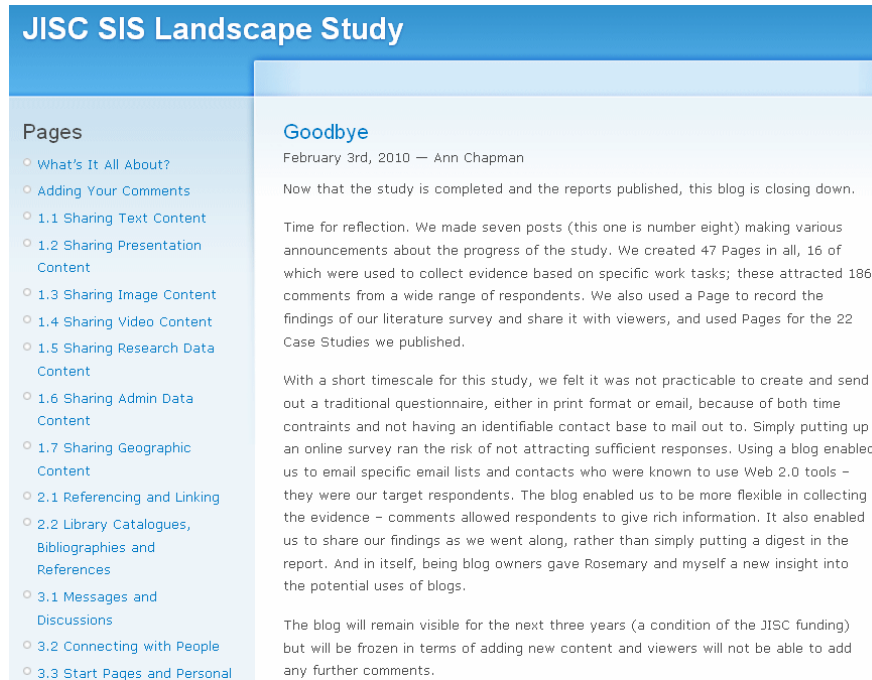 JISC SIS Landscape Study
Pages
What's It All About?
Adding Your Comments
1.1 Sharing Text Content
1.2 Sharing Presentation
Content
1.3 Sharing Image Content
1.4 Sharing Video Content
1.5 Sharing Research Data
Content
1.6 Sharing Admin Data
Content
1.7 Sharing Geographic
Content
2.1 Referencing and Linking
2.2 Library Catalogues,
Bibliographies and
References
3.1 Messages and
Discussions
3.2 Connecting with People
3.3 Start Pages and Personal
Goodbye
February 3rd, 2010 — Ann Chapman
Now that the study is completed and the reports published, this blog is closing down.
Time for reflection. We made seven posts (this one is number eight) making various
announcements about the progress of the study. We created 47 Pages in all, 16 of
which were used to collect evidence based on specific work tasks; these attracted 186
comments from a wide range of respondents. We also used a Page to record the
findings of our literature survey and share it with viewers, and used Pages for the 22
Case Studies we published.
With a short timescale for this study, we felt it was not practicable to create and send
out a traditional questionnaire, either in print format or email, because of both time
contraints and not having an identifiable contact base to mail out to. Simply putting up
an online survey ran the risk of not attracting sufficient responses. Using a blog enabled
us to email specific email lists and contacts who were known to use Web 2.0 tools –
they were our target respondents. The blog enabled us to be more flexible in collecting
the evidence – comments allowed respondents to give rich information. It also enabled
us to share our findings as we went along, rather than simply putting a digest in the
report. And in itself, being blog owners gave Rosemary and myself a new insight into
the potential uses of blogs.
The blog will remain visible for the next three years (a condition of the JISC funding)
but will be frozen in terms of adding new content and viewers will not be able to add
any further comments.